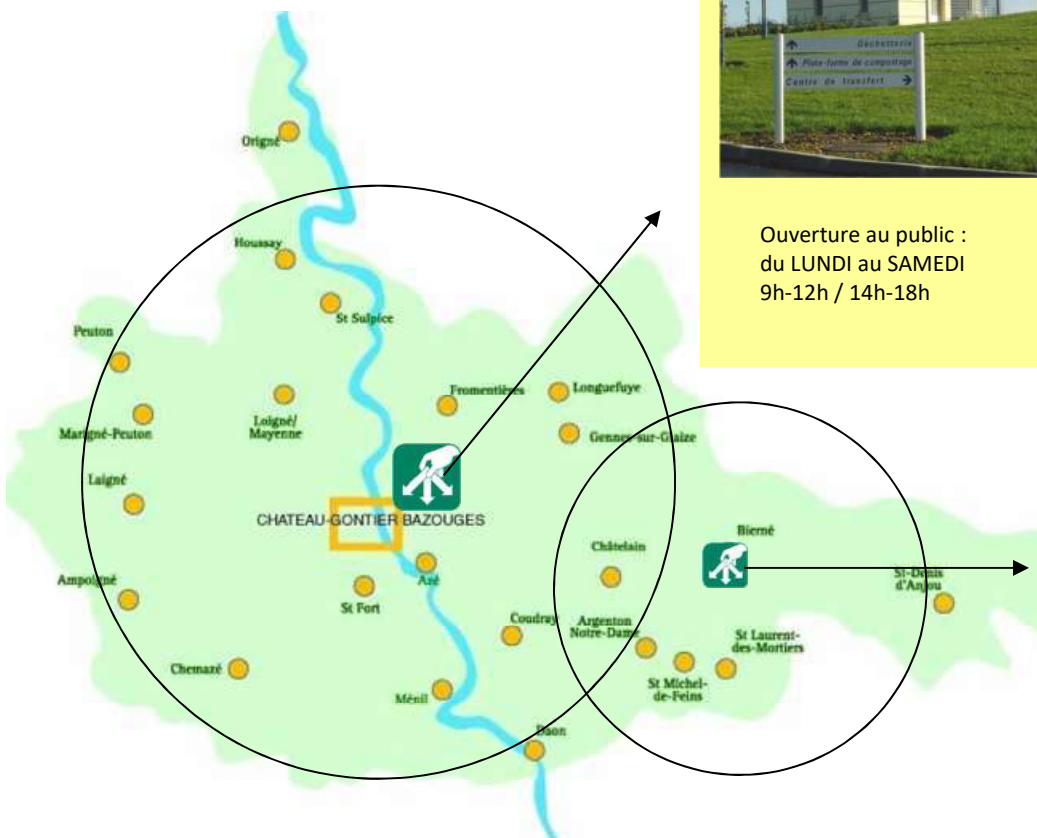 Déchetterie
Plate-forme de compostage
Centre de transfert
Ouverture au public :
du LUNDI au SAMEDI
9h-12h / 14h-18h
Origné
Houssay
St Sulpice
Peuton
Fromentières
Longuefuye
Marigné-Peuton
Loigné/
Mayenne
Gennes-sur-Glaize
Laigné
CHATEAU-GONTIER BAZOUGES
Bierné
Châtelain
Azé
St-Denis
d'Anjou
Ampoigné
St Fort
Coudray
Argenton
Notre-Dame
St Laurent-
des-Mortiers
Chemazé
St Michel-
de-Feins
Ménil
Daon